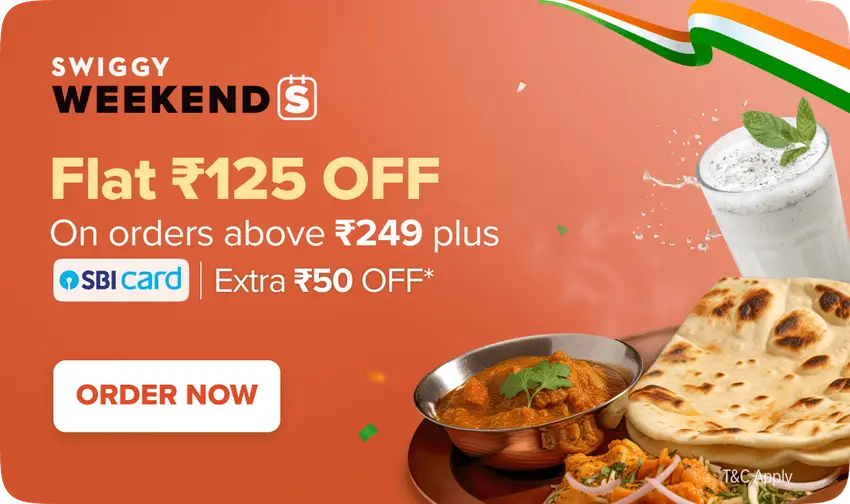 SWIGGY
WEEKEND S
Flat ₹125 OFF
On orders above ₹249 plus
SBI card | Extra ₹50 OFF*
ORDER NOW
T&C Apply